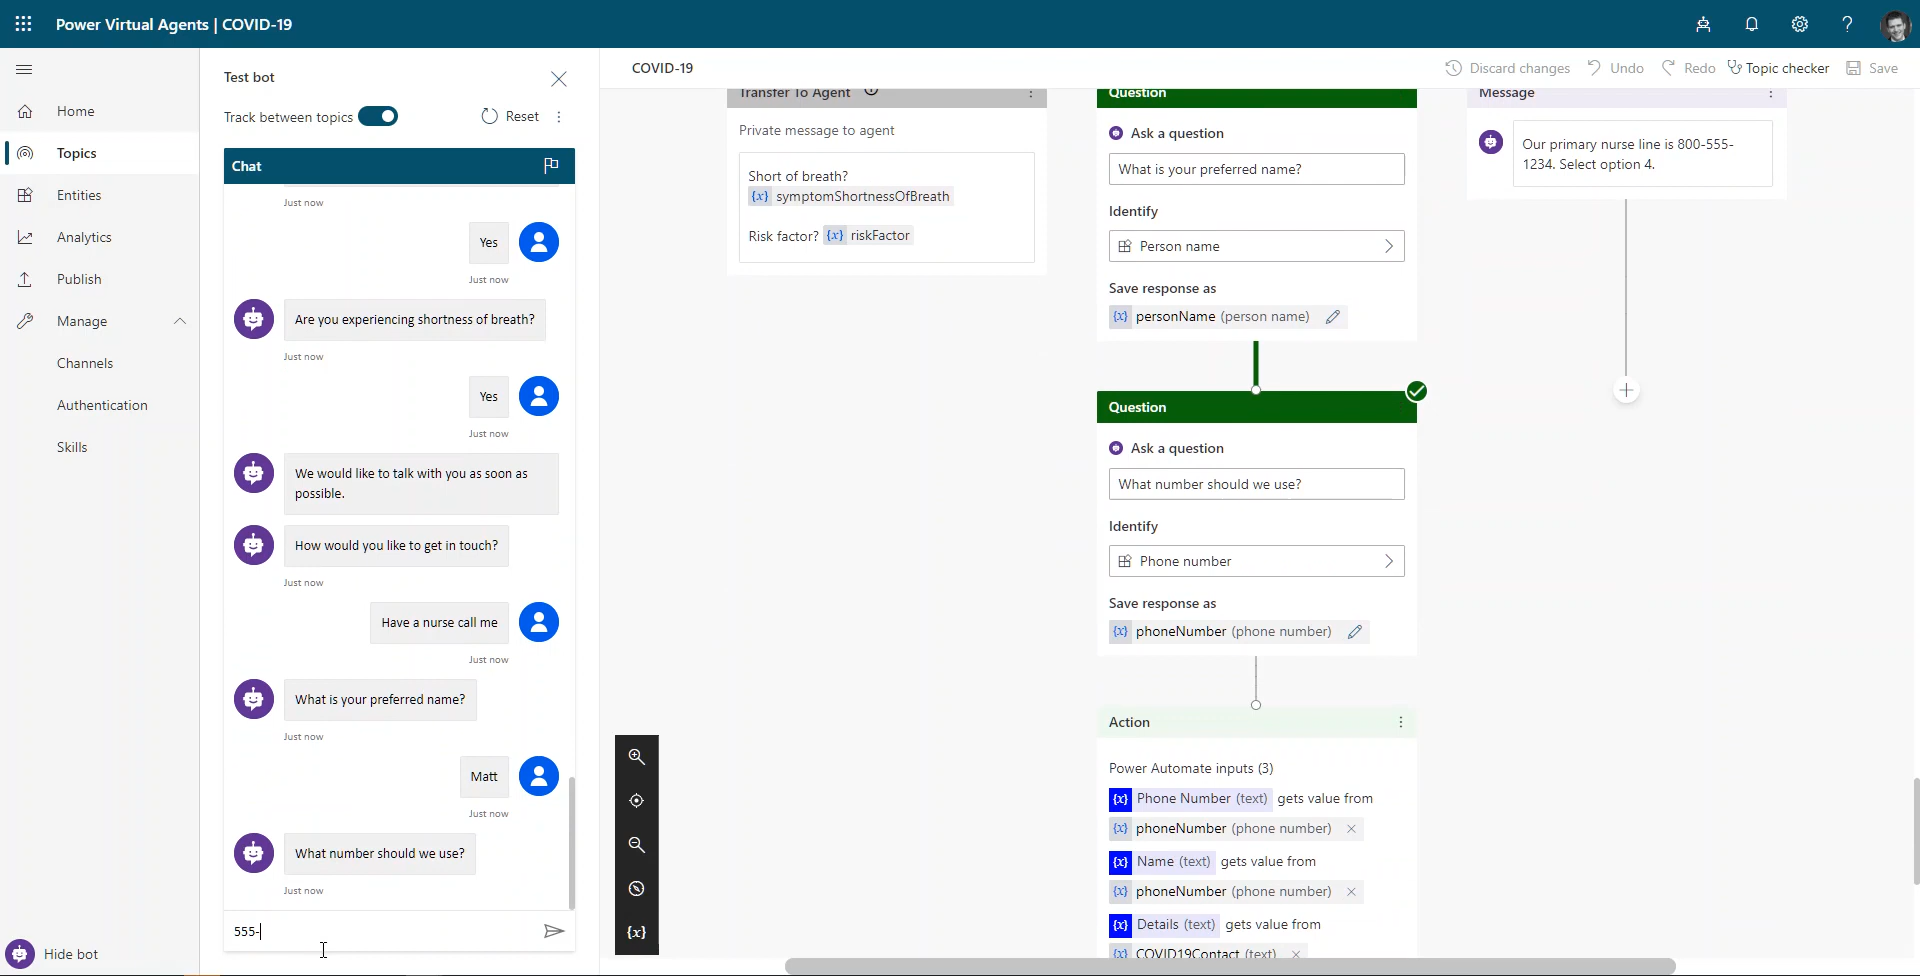 Power Virtual Agents | COVID-19
Home
Topics
Entities
Analytics
Publish
Manage
Channels
Authentication
Skills
Hide bot
Test bot
Track between topics
Reset
Chat
Just now
Yes
Just now
Are you experiencing shortness of breath?
Just now
Yes
Just now
We would like to talk with you as soon as
possible.
How would you like to get in touch?
Just now
Have a nurse call me
Just now
What is your preferred name?
Just now
Matt
Just now
What number should we use?
Just now
555-
COVID-19
Discard changes
Undo
Redo
Topic checker
Save
Transfer To Agent
Private message to agent
Short of breath?
{x} symptomShortnessOfBreath
Risk factor? {x} riskFactor
Question
Ask a question
What is your preferred name?
Identify
Person name
Save response as
{x} personName (person name)
Question
Ask a question
What number should we use?
Identify
Phone number
Save response as
{x} phoneNumber (phone number)
Action
Power Automate inputs (3)
{x} Phone Number (text) gets value from
{x} phoneNumber (phone number)
{x} Name (text) gets value from
{x} phoneNumber (phone number)
{x} Details (text) gets value from
{x} COVID19Contact (text)
Message
Our primary nurse line is 800-555-
1234. Select option 4.
{x}